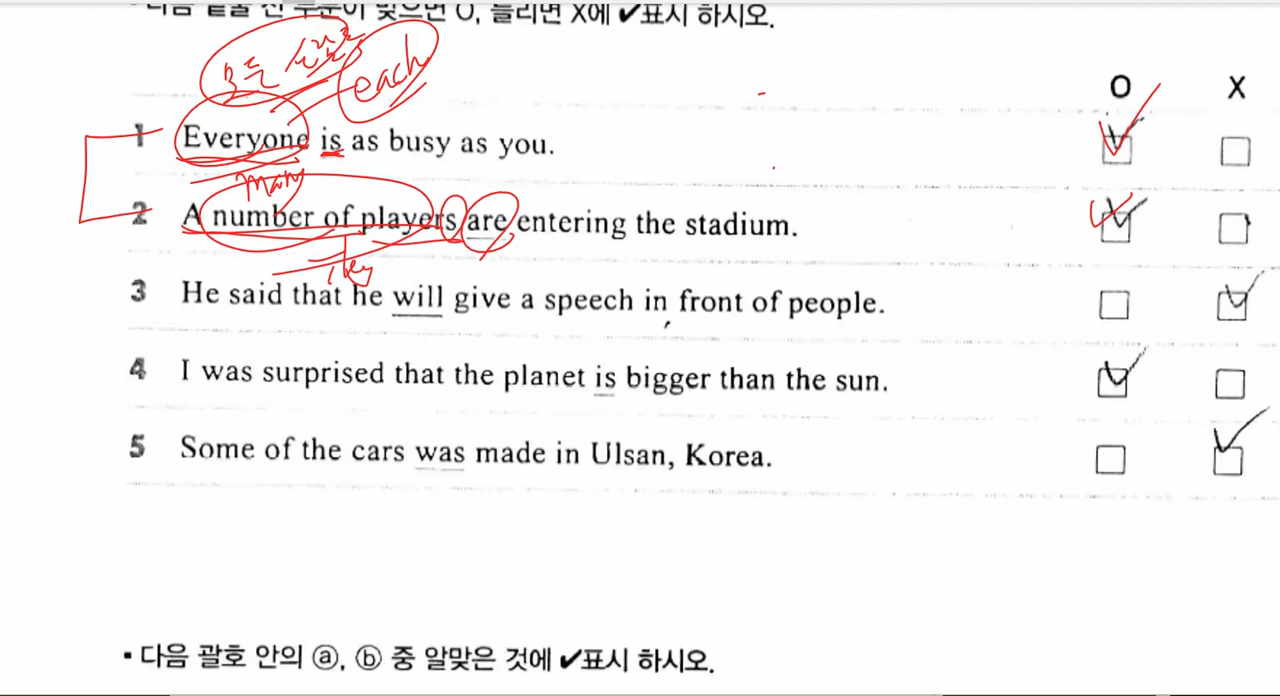 다음 밑줄 친 부분이 맞으면 O, 틀리면 X에 ✔표시 하시오.
each
O X
1 Everyone is as busy as you.
many
2 A number of players are entering the stadium.
they
3 He said that he will give a speech in front of people.
4 I was surprised that the planet is bigger than the sun.
5 Some of the cars was made in Ulsan, Korea.
▪ 다음 괄호 안의 ⓐ, ⓑ 중 알맞은 것에 ✔표시 하시오.